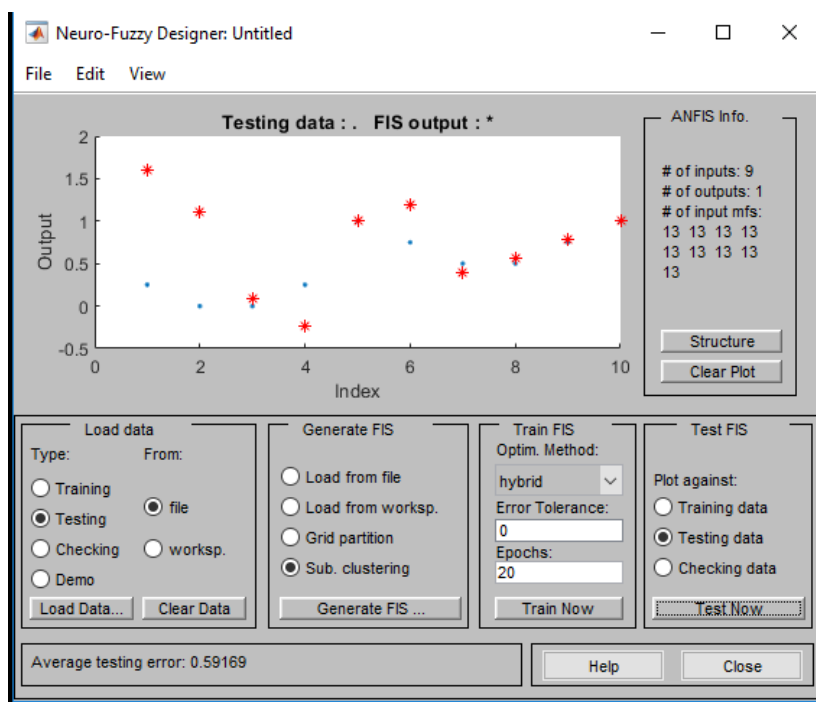 Neuro-Fuzzy Designer: Untitled
File Edit View
Testing data : . FIS output : *
2
1.5
1
0.5
0
-0.5
Output
0 2 4 6 8 10
Index
ANFIS Info.
# of inputs: 9
# of outputs: 1
# of input mfs:
13 13 13 13
13 13 13 13
13
Structure
Clear Plot
Load data
Type: From:
Training
Testing
Checking
Demo
file
worksp.
Load Data... Clear Data
Generate FIS
Load from file
Load from worksp.
Grid partition
Sub. clustering
Generate FIS ...
Train FIS
Optim. Method:
hybrid
Error Tolerance:
0
Epochs:
20
Train Now
Test FIS
Plot against:
Training data
Testing data
Checking data
Test Now
Average testing error: 0.59169
Help Close